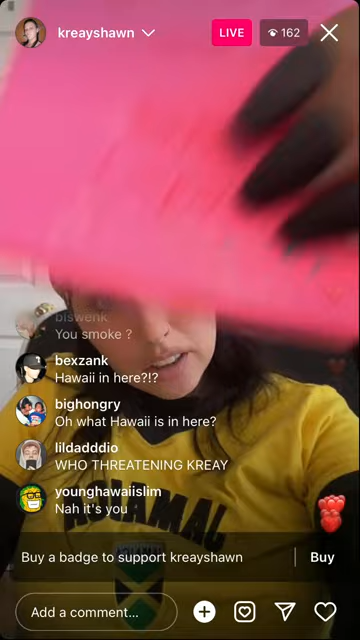 kreayshawn
LIVE
162
biswenk
You smoke ?
bexzank
Hawaii in here?!?
bighongry
Oh what Hawaii is in here?
lildadddio
WHO THREATENING KREAY
younghawaiislim
Nah it's you
Buy a badge to support kreayshawn
Buy
Add a comment...